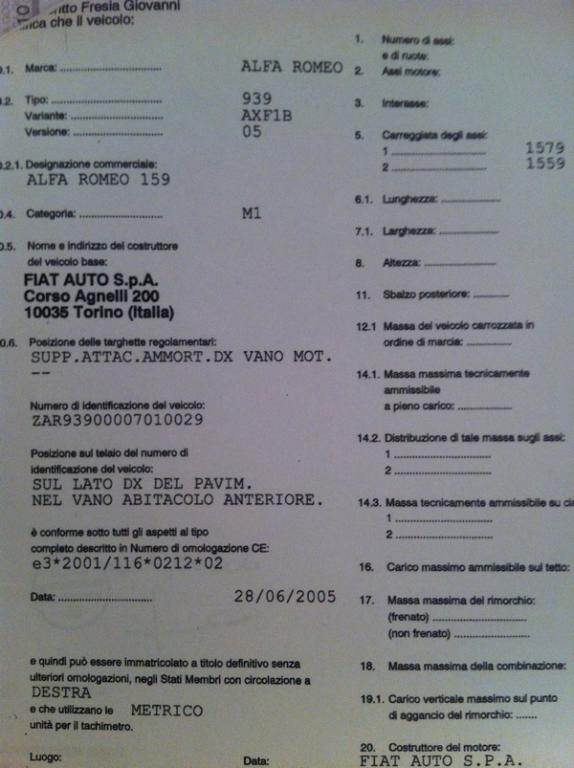 itto Fresia Giovanni
ica che il veicolo:
0.1. Marca: ............ ALFA ROMEO
0.2. Tipo: ............ 939
Variante: ............ AXF1B
Versione: ............ 05
0.2.1. Designazione commerciale:
ALFA ROMEO 159
0.4. Categoria: ............ M1
0.5. Nome e indirizzo del costruttore
del veicolo base:
FIAT AUTO S.p.A.
Corso Agnelli 200
10035 Torino (Italia)
0.6. Posizione delle targhette regolamentari:
SUPP.ATTAC.AMMORT.DX VANO MOT.
--
Numero di identificazione del veicolo:
ZAR93900007010029
Posizione sul telaio del numero di
identificazione del veicolo:
SUL LATO DX DEL PAVIM.
NEL VANO ABITACOLO ANTERIORE.
è conforme sotto tutti gli aspetti al tipo
completo descritto in Numero di omologazione CE:
e3*2001/116*0212*02
Data: ............ 28/06/2005
e quindi può essere immatricolato a titolo definitivo senza
ulteriori omologazioni, negli Stati Membri con circolazione a
DESTRA
e che utilizzano le METRICO
unità per il tachimetro.
Luogo: Data:
1. Numero di assi:
e di ruote:
2. Assi motore:
3. Interasse:
5. Carreggiata degli assi:
1 ............ 1579
2 ............ 1559
6.1. Lunghezza: ............
7.1. Larghezza: ............
8. Altezza: ............
11. Sbalzo posteriore: ............
12.1 Massa del veicolo carrozzata in
ordine di marcia: ............
14.1. Massa massima tecnicamente
ammissibile
a pieno carico: ............
14.2. Distribuzione di tale massa sugli assi:
1 ............
2 ............
14.3. Massa tecnicamente ammissibile su cia
1 ............
2 ............
16. Carico massimo ammissibile sul tetto:
17. Massa massima del rimorchio:
(frenato) ............
(non frenato) ............
18. Massa massima della combinazione:
19.1. Carico verticale massimo sul punto
di aggancio del rimorchio: .......
20. Costruttore del motore:
FIAT AUTO S.P.A.